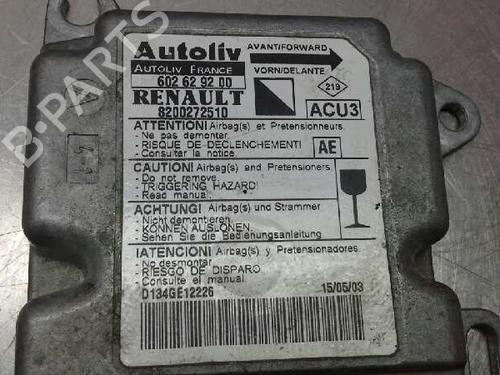 Autoliv
AVANT/FORWARD
AUTOLIV FRANCE
VORN/DELANTE
602 62 92 00
RENAULT
8200272510
219
ACU3
ATTENTION! Airbag(s) et Pretensionneurs.
- Ne pas demonter.
- RISQUE DE DECLENCHEMENT!
- Consulter la notice.
AE
CAUTION! Airbag(s) and Pretensioners.
- Do not remove.
- TRIGGERING HAZARD!
- Read manual.
ACHTUNG! Airbag(s) und Strammer
- Nicht demontieren.
- KÖNNEN AUSLÖNEN.
- Sehen Sie die Bedienungsanleitung
!ATENCION! Airbag(s) y Pretensionadores.
- No desmontar
- RIESGO DE DISPARO
- Consulte el manual.
D134GE12226
15/05/03
B-PARTS